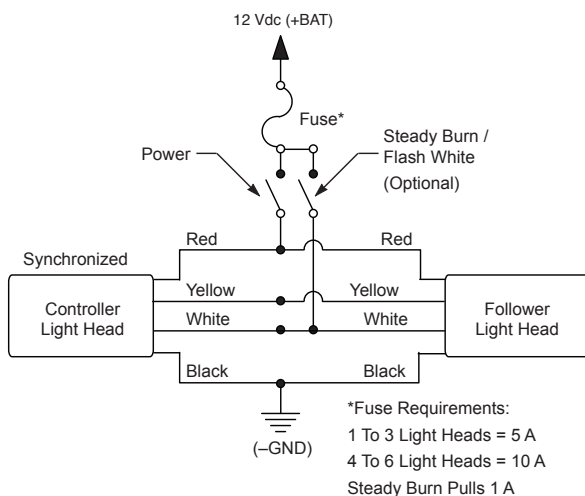 12 Vdc (+BAT)
Fuse*
Power
Steady Burn /
Flash White
(Optional)
Red
Red
Synchronized
Controller
Light Head
Yellow
Yellow
White
White
Follower
Light Head
Black
Black
(–GND)
*Fuse Requirements:
1 To 3 Light Heads = 5 A
4 To 6 Light Heads = 10 A
Steady Burn Pulls 1 A